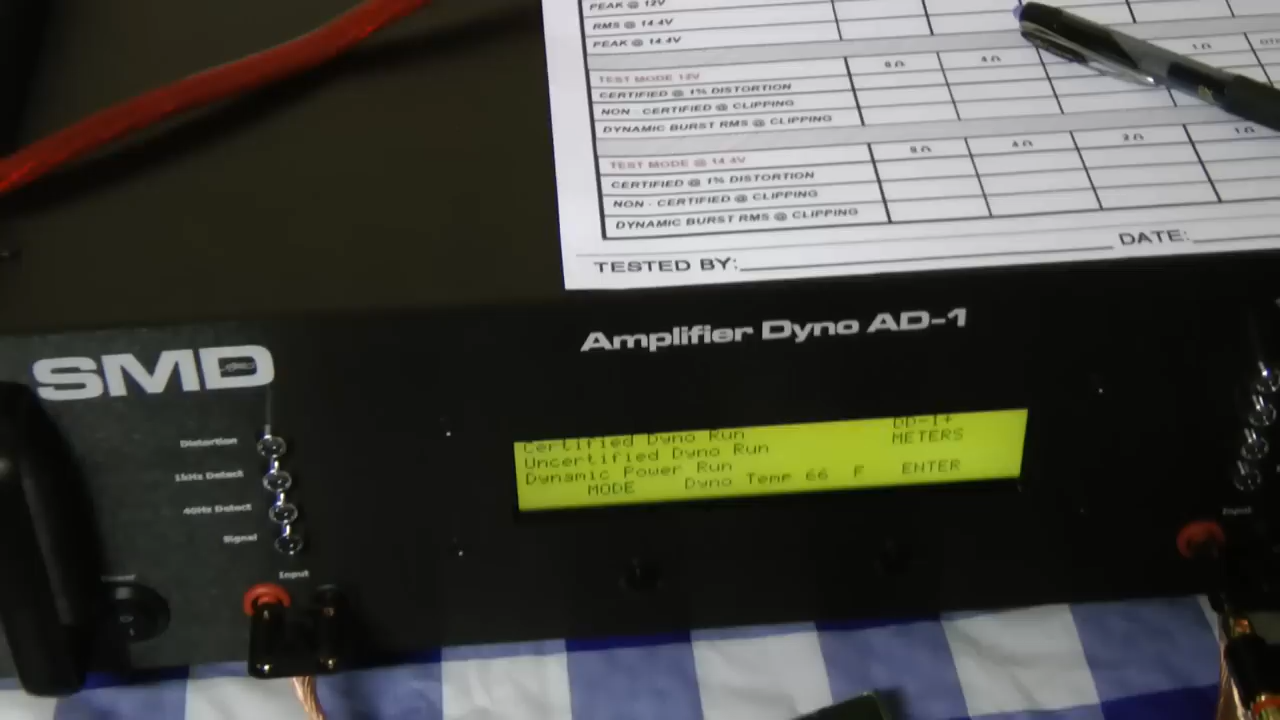 PEAK @ 12V
RMS @ 14.4V
PEAK @ 14.4V
TEST MODE 12V 8 Ω 4 Ω 1 Ω
CERTIFIED @ 1% DISTORTION
NON - CERTIFIED @ CLIPPING
DYNAMIC BURST RMS @ CLIPPING
TEST MODE @ 14.4V 8 Ω 4 Ω 2 Ω 1 Ω
CERTIFIED @ 1% DISTORTION
NON - CERTIFIED @ CLIPPING
DYNAMIC BURST RMS @ CLIPPING
TESTED BY: DATE:
Amplifier Dyno AD-1
SMD
Distortion
1kHz Detect
40Hz Detect
Signal
Input
Power
Certified Dyno Run DD-1+
Uncertified Dyno Run METERS
Dynamic Power Run
MODE Dyno Temp 66 F ENTER
Input